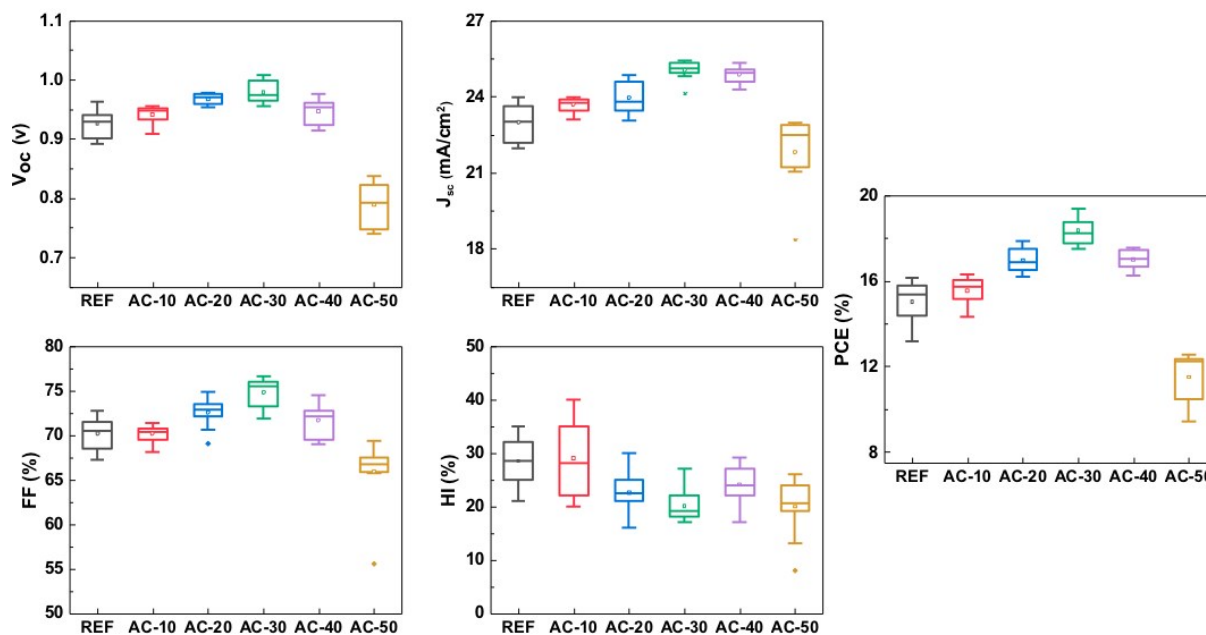 1.1
1.0
0.9
0.8
0.7
Voc (v)
REF AC-10 AC-20 AC-30 AC-40 AC-50
27
24
21
18
Jsc (mA/cm2)
REF AC-10 AC-20 AC-30 AC-40 AC-50
80
75
70
65
60
55
50
FF (%)
REF AC-10 AC-20 AC-30 AC-40 AC-50
50
40
30
20
10
0
HI (%)
REF AC-10 AC-20 AC-30 AC-40 AC-50
20
16
12
8
PCE (%)
REF AC-10 AC-20 AC-30 AC-40 AC-50